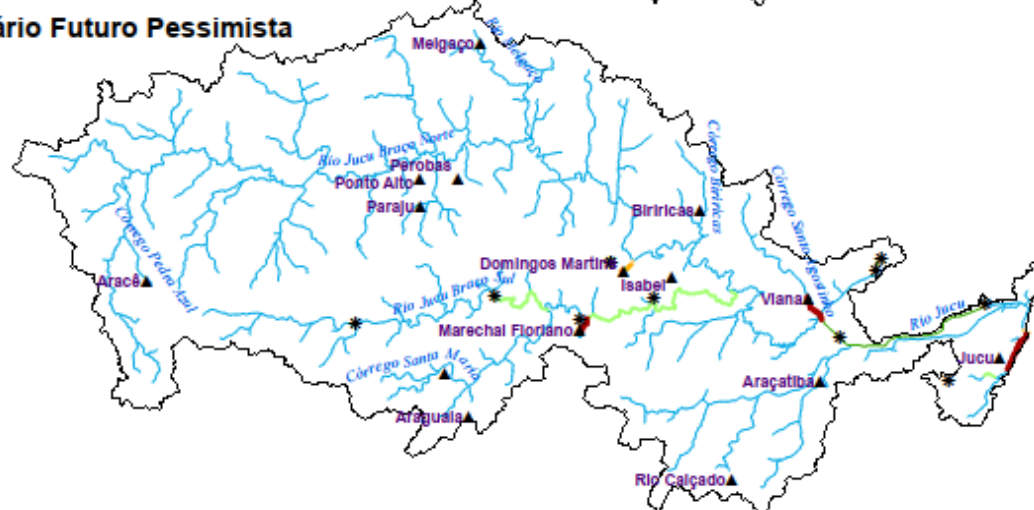 ário Futuro Pessimista
Melgaço
Rio Melgaço
Rio Jucu Braço Norte
Perobas
Ponto Alto
Paraju
Biriricas
Córrego Biriricas
Córrego Santo Agostinho
Córrego Pedra Azul
Aracê
Domingos Martins
Isabel
Rio Jucu Braço Sul
Viana
Marechal Floriano
Rio Jucu
Jucu
Córrego Santa Maria
Araçatiba
Araguaia
Rio Calçado